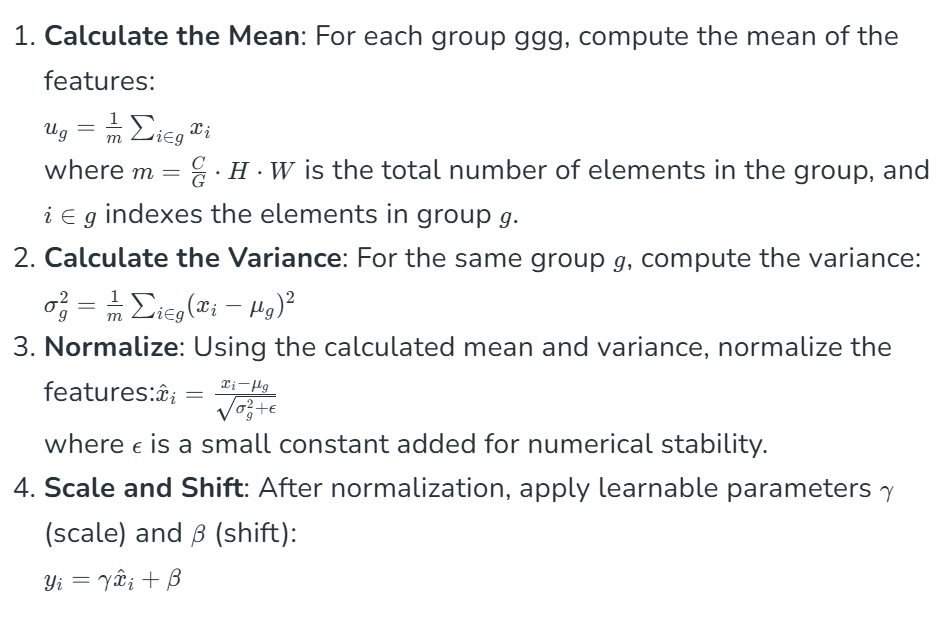 1. Calculate the Mean: For each group ggg, compute the mean of the
features:
$u_g = \frac{1}{m} \sum_{i \in g} x_i$
where $m = \frac{C}{G} \cdot H \cdot W$ is the total number of elements in the group, and
$i \in g$ indexes the elements in group $g$.
2. Calculate the Variance: For the same group $g$, compute the variance:
$\sigma_g^2 = \frac{1}{m} \sum_{i \in g} (x_i - \mu_g)^2$
3. Normalize: Using the calculated mean and variance, normalize the
features:$\hat{x}_i = \frac{x_i - \mu_g}{\sqrt{\sigma_g^2 + \epsilon}}$
where $\epsilon$ is a small constant added for numerical stability.
4. Scale and Shift: After normalization, apply learnable parameters $\gamma$
(scale) and $\beta$ (shift):
$y_i = \gamma \hat{x}_i + \beta$